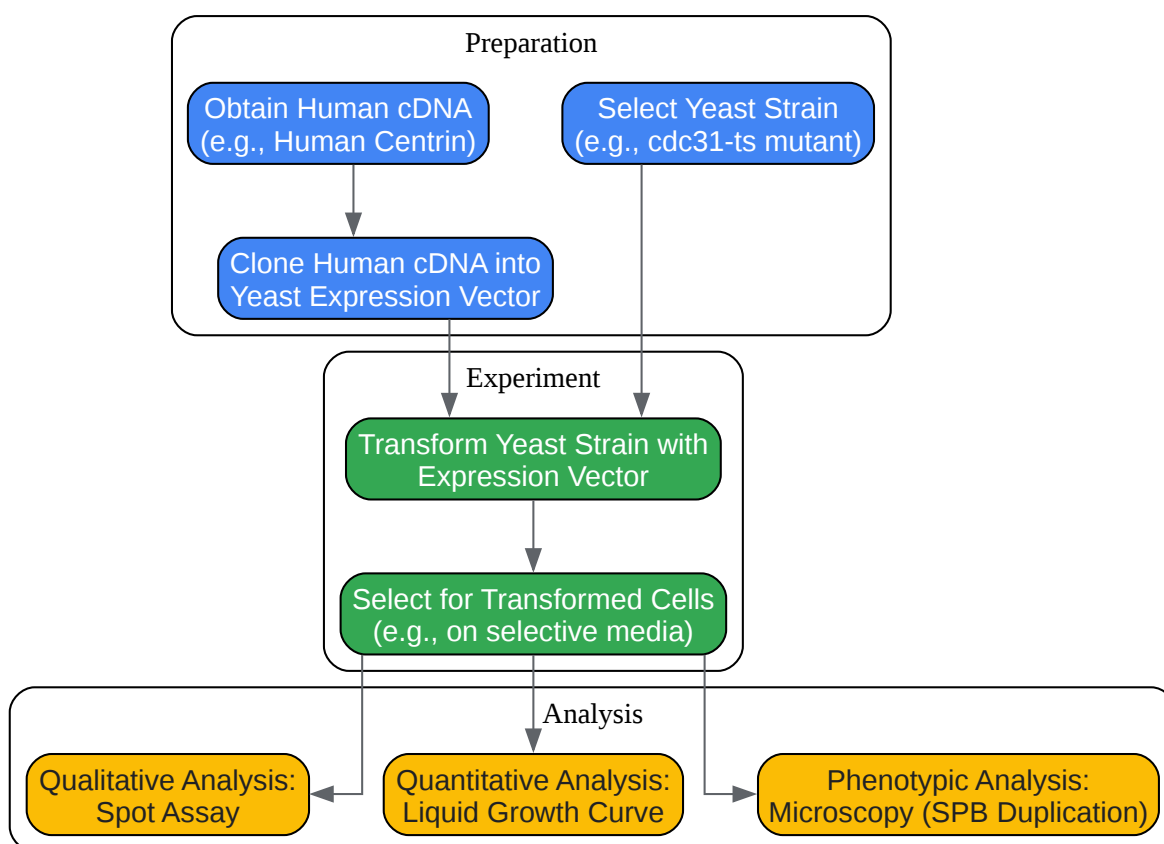 Preparation
Obtain Human cDNA
(e.g., Human Centrin)
Select Yeast Strain
(e.g., cdc31-ts mutant)
Clone Human cDNA into
Yeast Expression Vector
Experiment
Transform Yeast Strain with
Expression Vector
Select for Transformed Cells
(e.g., on selective media)
Analysis
Qualitative Analysis:
Spot Assay
Quantitative Analysis:
Liquid Growth Curve
Phenotypic Analysis:
Microscopy (SPB Duplication)